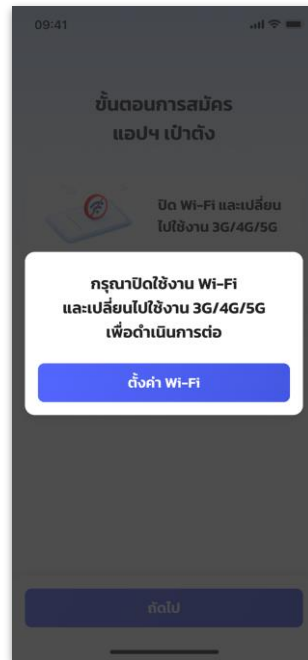 09:41
ขั้นตอนการสมัคร
แอปฯ เป๋าตัง
ปิด Wi-Fi และเปลี่ยน
ไปใช้งาน 3G/4G/5G
กรุณาปิดใช้งาน Wi-Fi
และเปลี่ยนไปใช้งาน 3G/4G/5G
เพื่อดำเนินการต่อ
ตั้งค่า Wi-Fi
ถัดไป